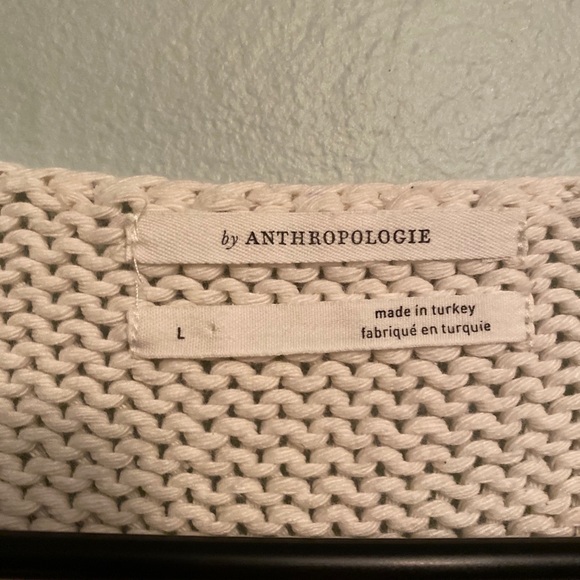 by ANTHROPOLOGIE
L
made in turkey
fabriqué en turquie